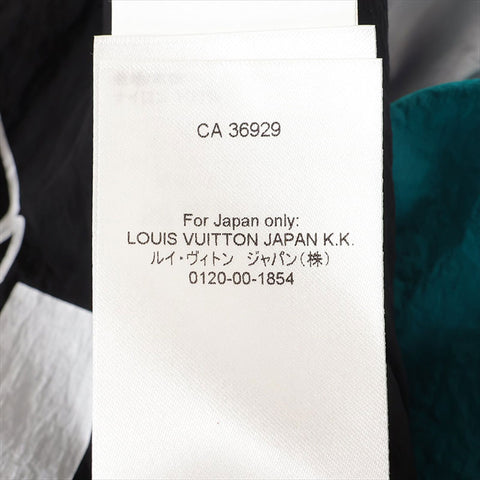 CA 36929
For Japan only:
LOUIS VUITTON JAPAN K.K.
ルイ・ヴィトン ジャパン(株)
0120-00-1854